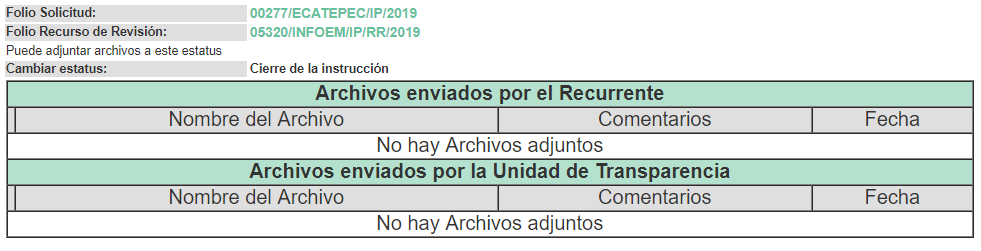 Folio Solicitud: 00277/ECATEPEC/IP/2019
Folio Recurso de Revisión: 05320/INFOEM/IP/RR/2019
Puede adjuntar archivos a este estatus
Cambiar estatus: Cierre de la instrucción
Archivos enviados por el Recurrente
Nombre del Archivo Comentarios Fecha
No hay Archivos adjuntos
Archivos enviados por la Unidad de Transparencia
Nombre del Archivo Comentarios Fecha
No hay Archivos adjuntos